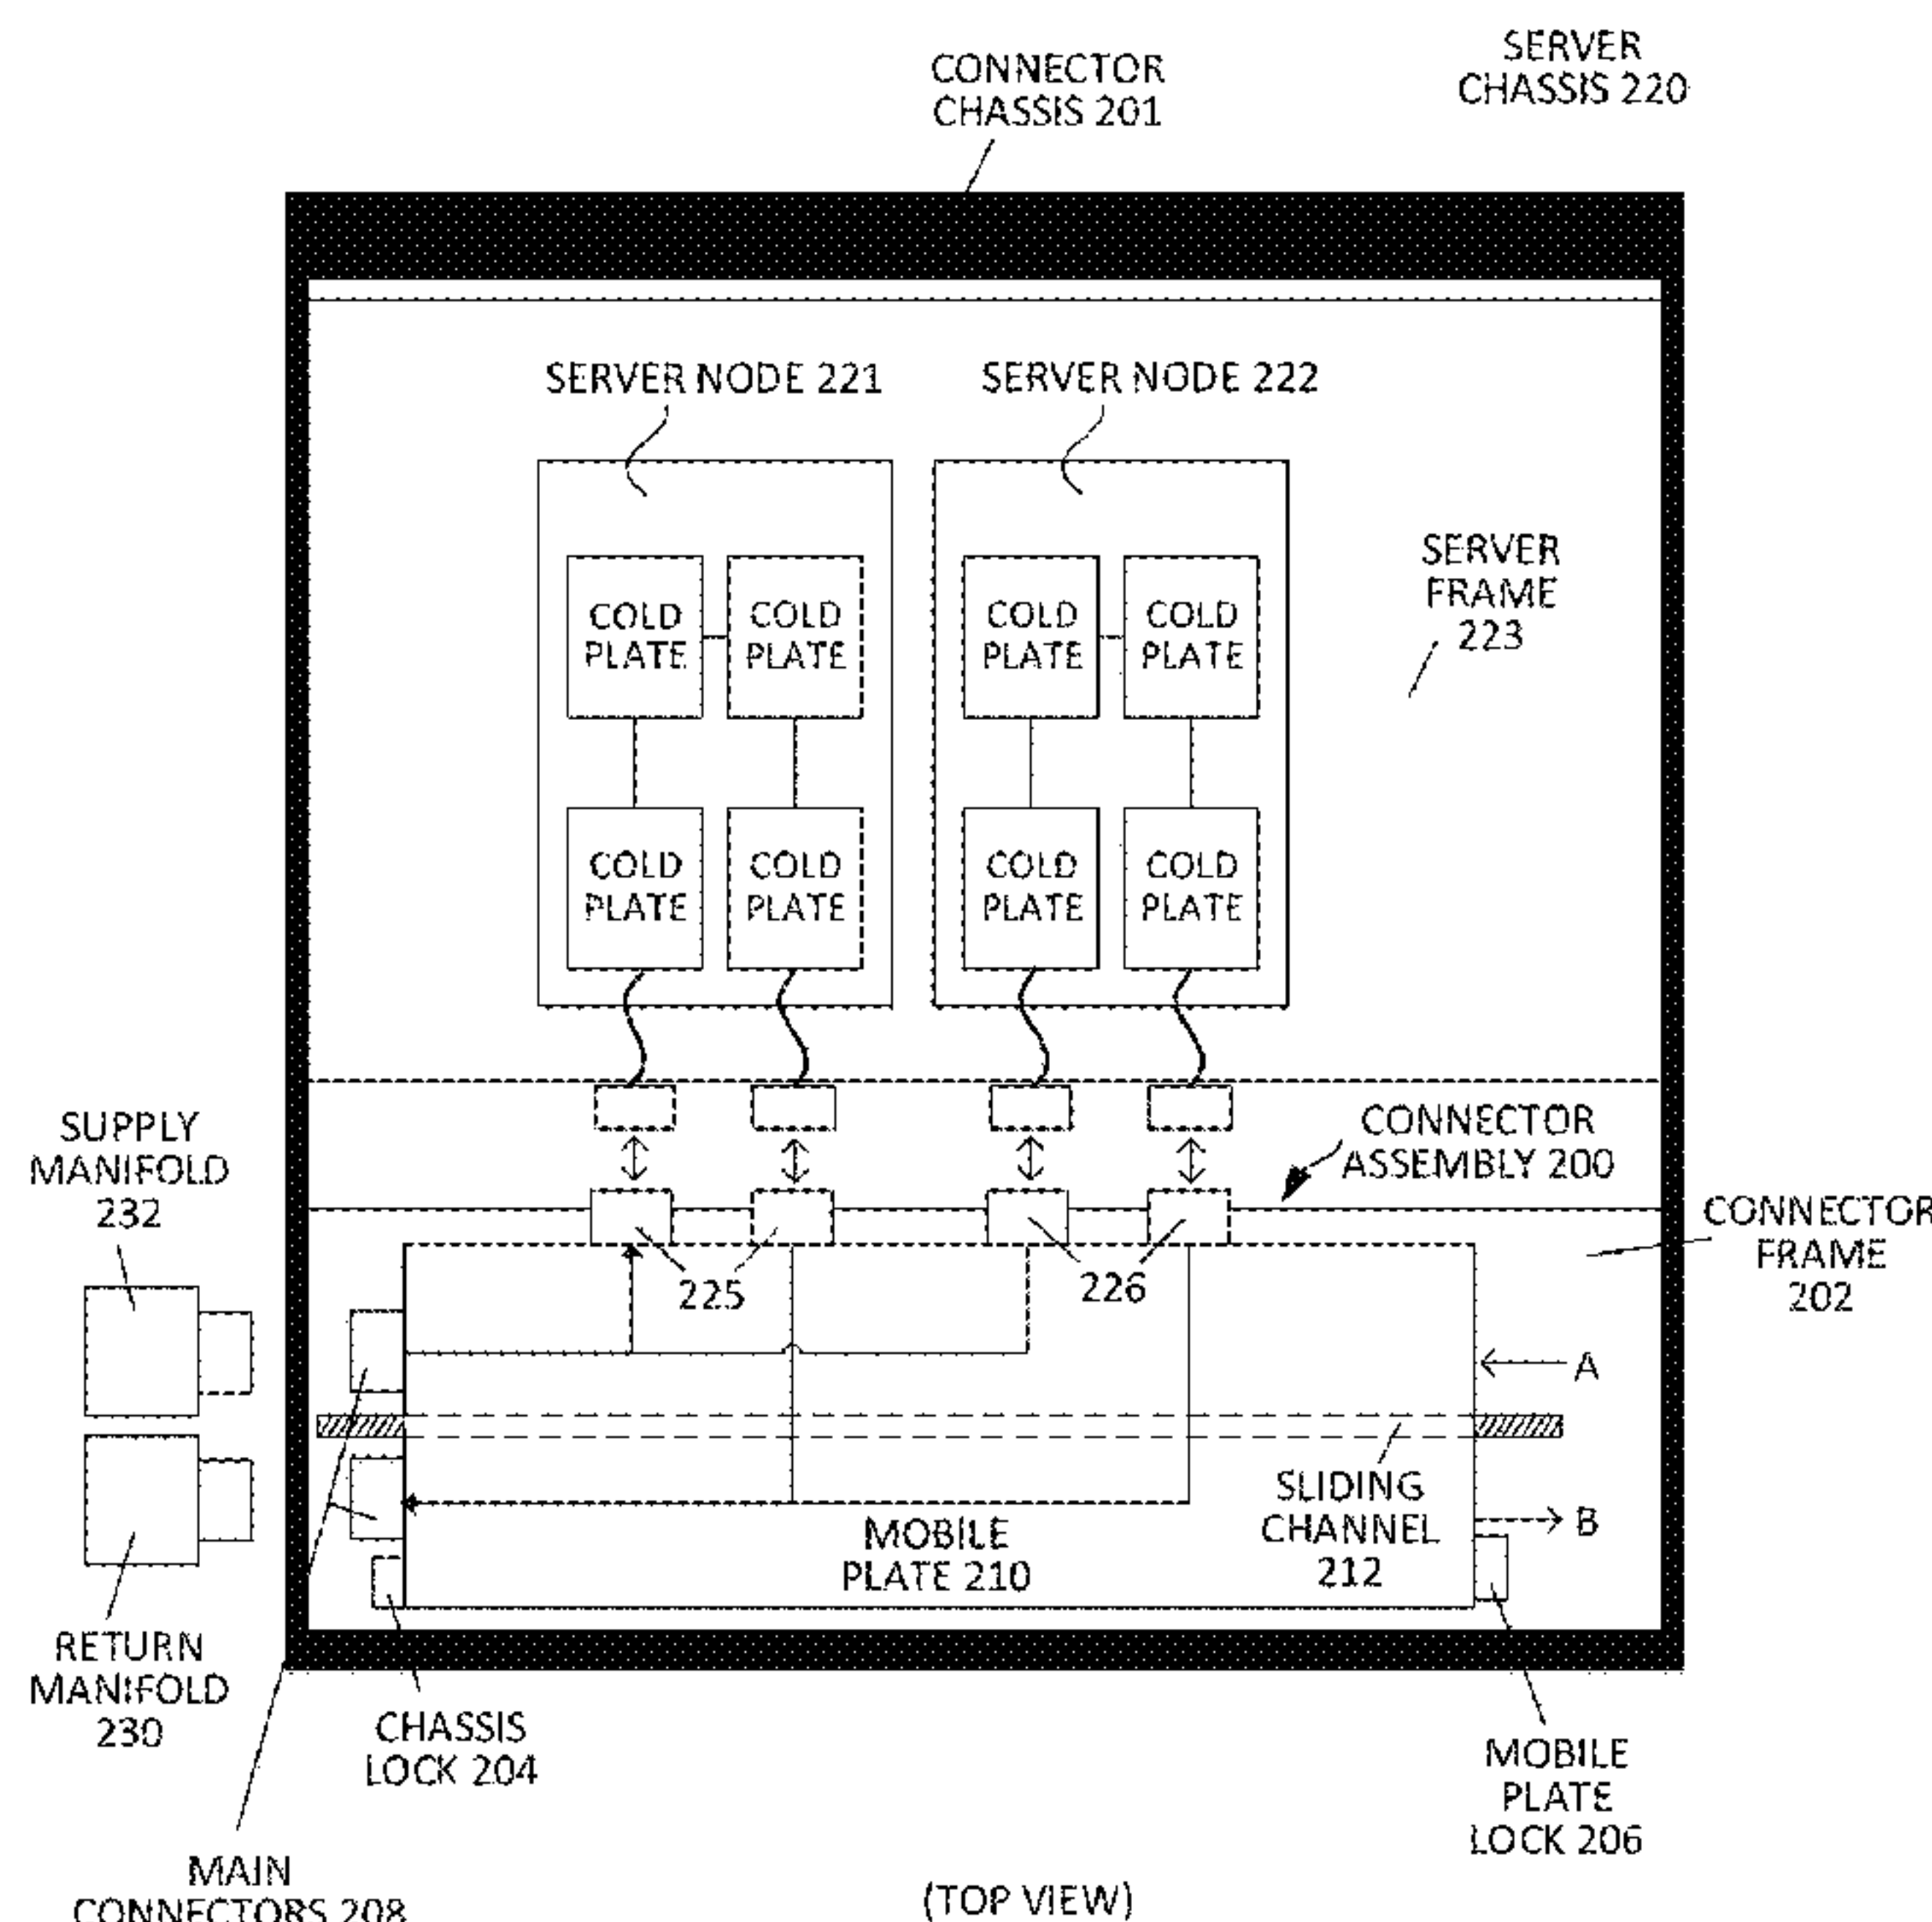 CONNECTOR
CHASSIS 201
SERVER
CHASSIS 220
SERVER NODE 221
SERVER NODE 222
SERVER
FRAME
223
COLD
PLATE
COLD
PLATE
COLD
PLATE
COLD
PLATE
COLD
PLATE
COLD
PLATE
COLD
PLATE
COLD
PLATE
SUPPLY
MANIFOLD
232
CONNECTOR
ASSEMBLY 200
CONNECTOR
FRAME
202
225
226
A
SLIDING
CHANNEL
212
B
MOBILE
PLATE 210
RETURN
MANIFOLD
230
CHASSIS
LOCK 204
MOBILE
PLATE
LOCK 206
MAIN
CONNECTORS 208
(TOP VIEW)